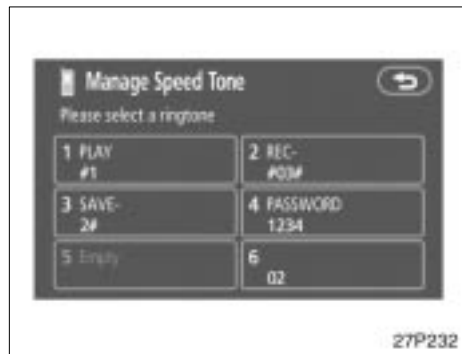 Manage Speed Tone
Please select a ringtone
1 PLAY
#1
2 REC-
#03#
3 SAVE-
2#
4 PASSWORD
1234
5 Empty
6
02
27P232